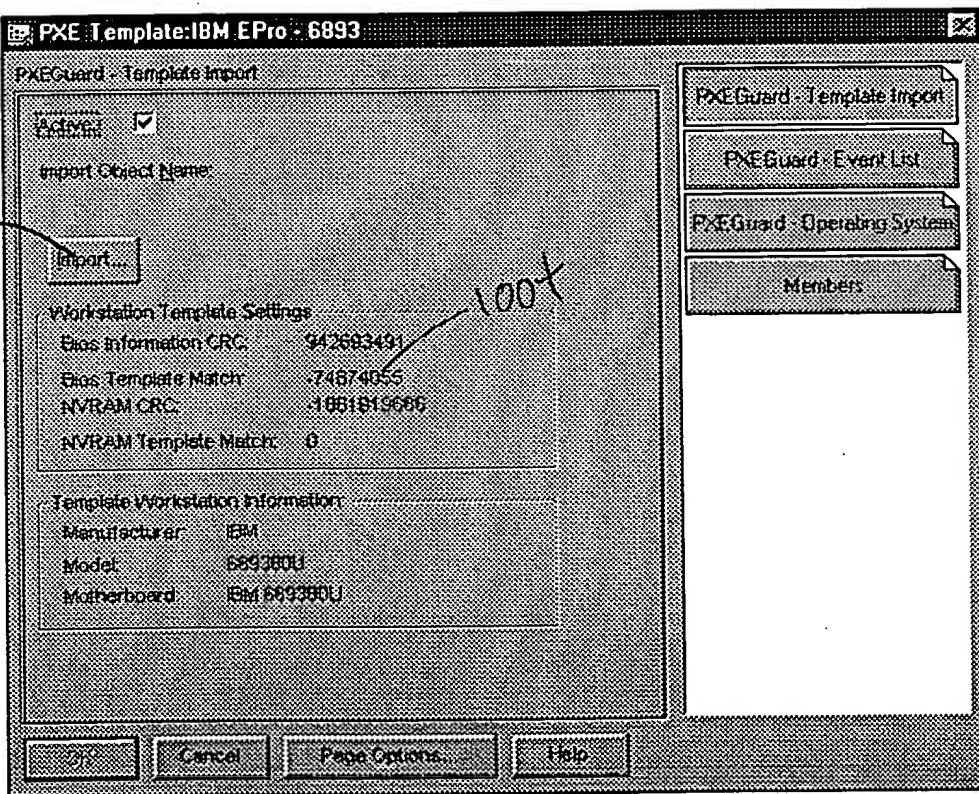 PXE Template:IBM EPro - 6893
PXEGuard - Template Import
Active:
Import Object Name:
Import...
1004
Workstation Template Settings
Bios Information CRC: 942693491
Bios Template Match: -74874055
NVRAM CRC:
NVRAM Template Match: 0
Template Workstation Information
Manufacturer: IBM
Model: 689380U
Motherboard IBM 689380U
OK
Cancel
Page Options...
Help
PXEGuard - Template Import
PXEGuard - Event List
PXEGuard - Operating System
Members